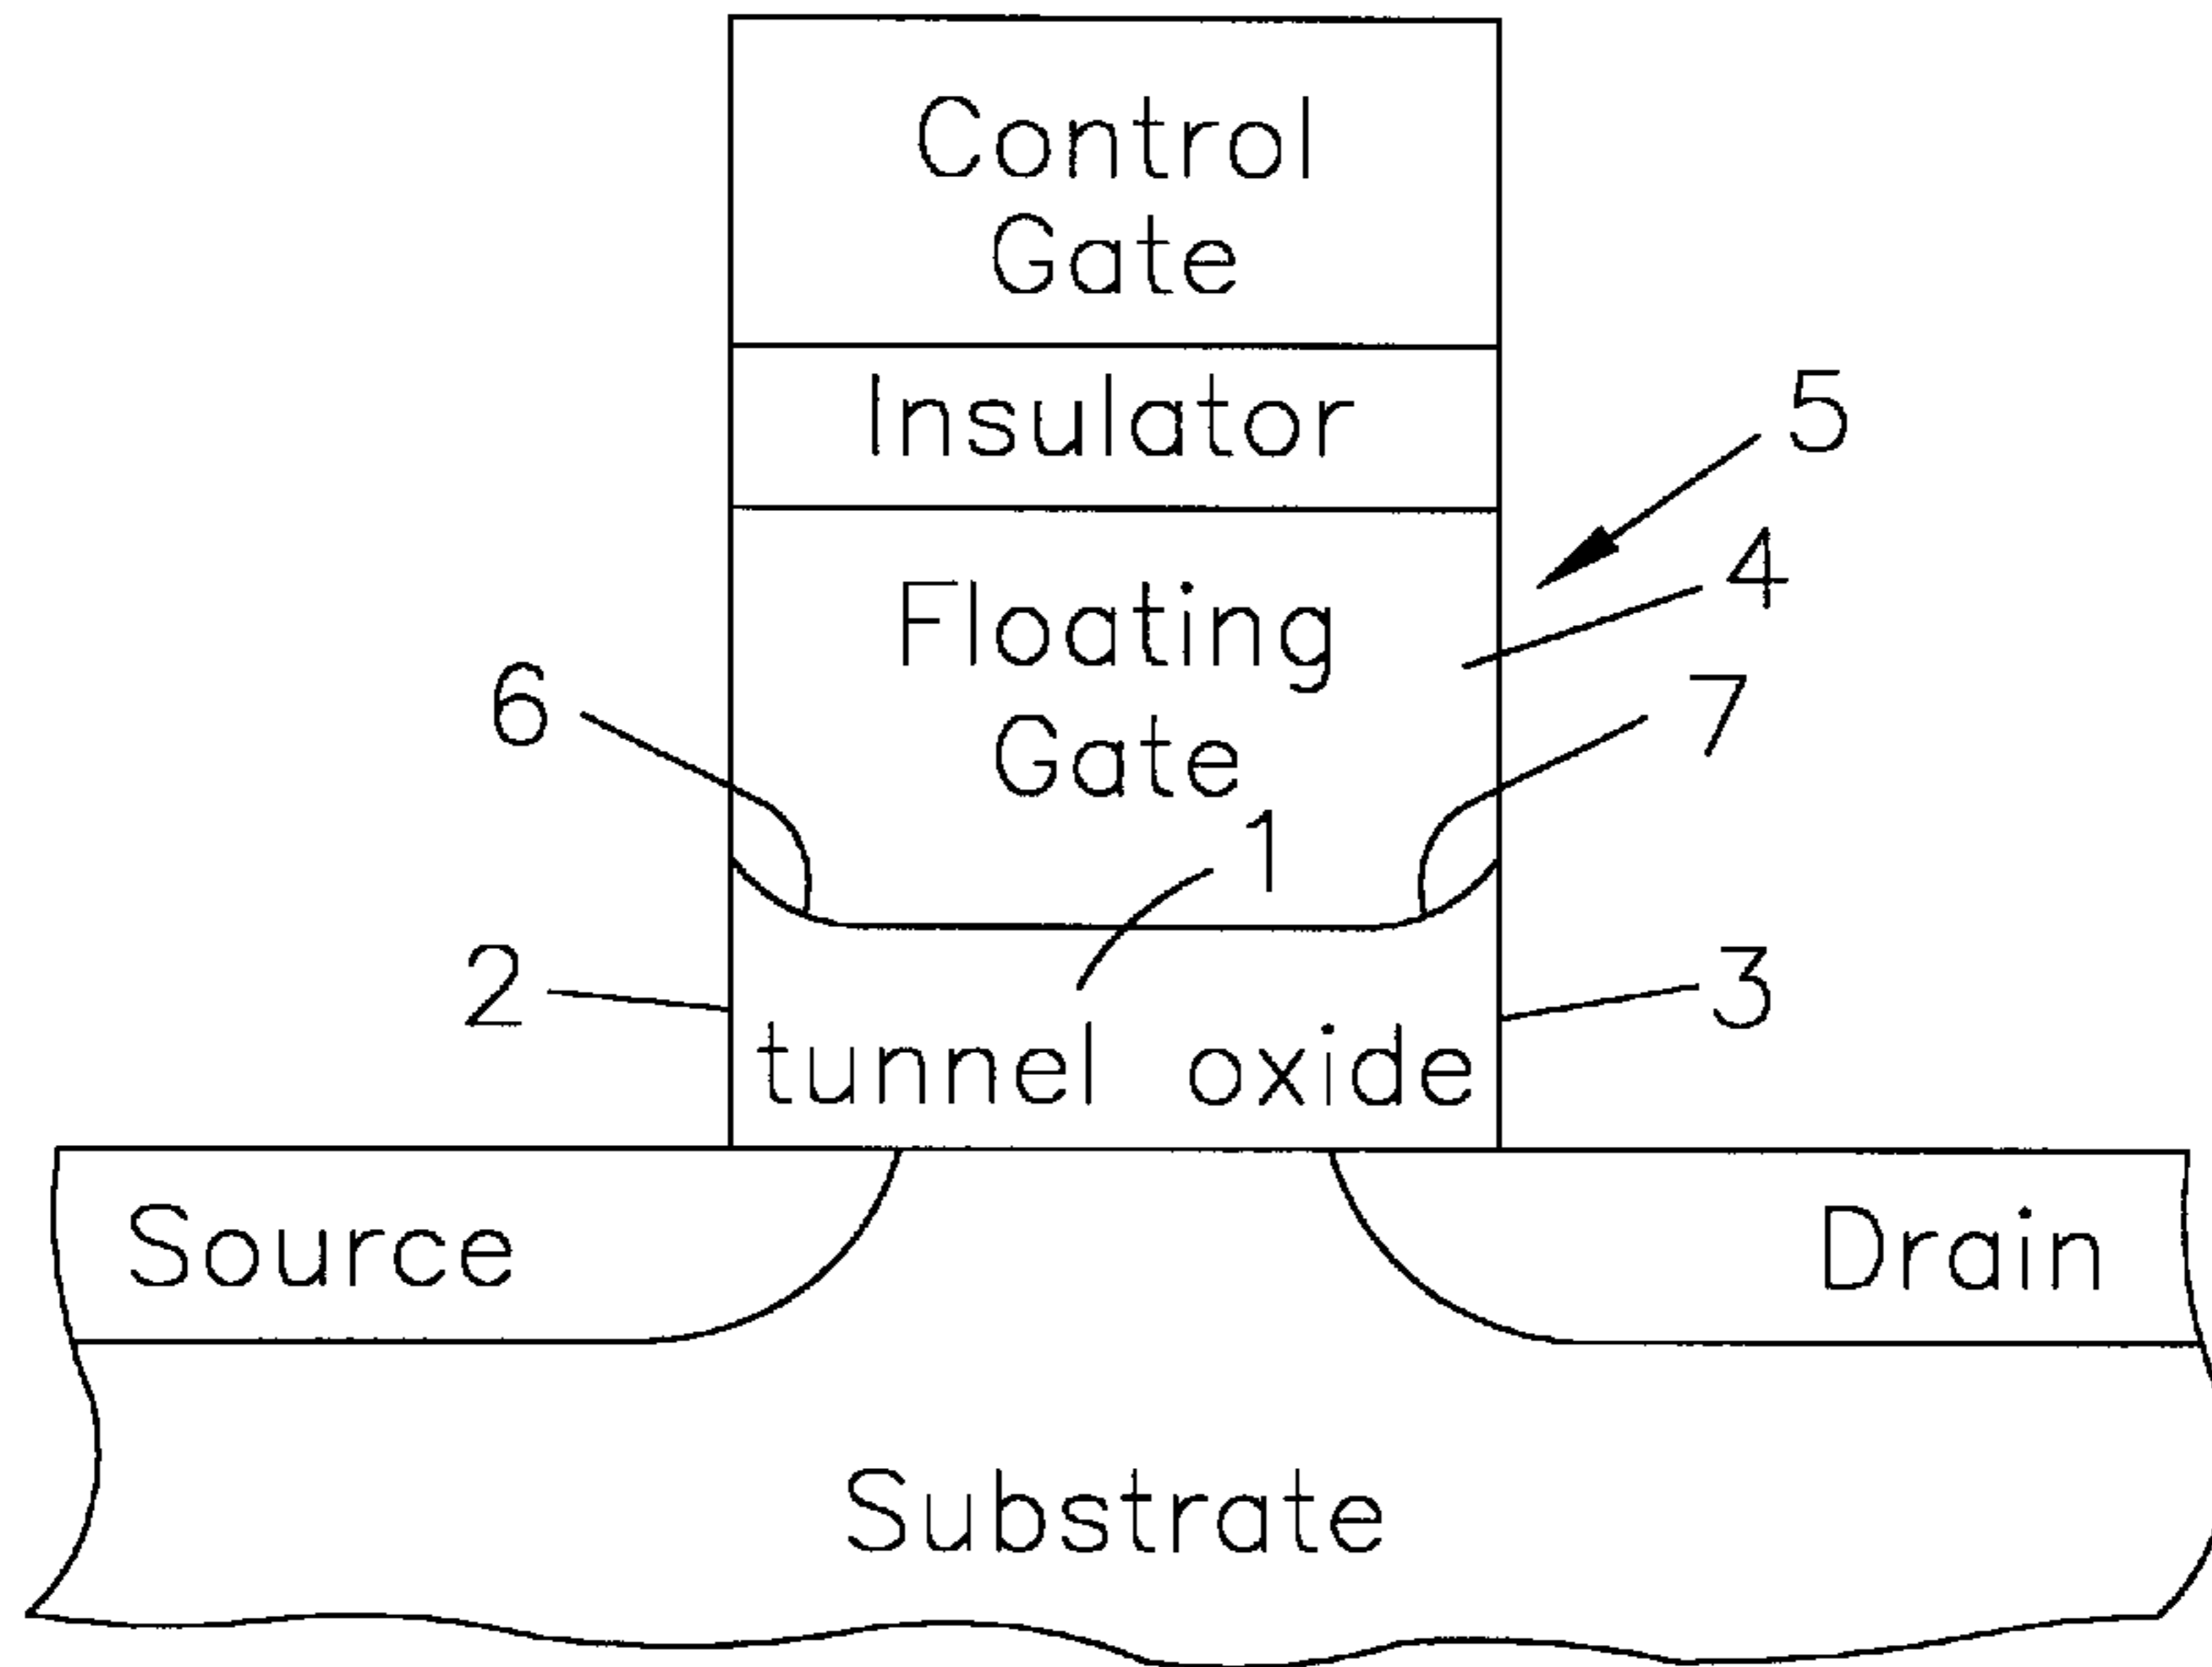 Control
Gate
Insulator
5
4
Floating
6
7
Gate
1
2
3
tunnel oxide
Source
Drain
Substrate